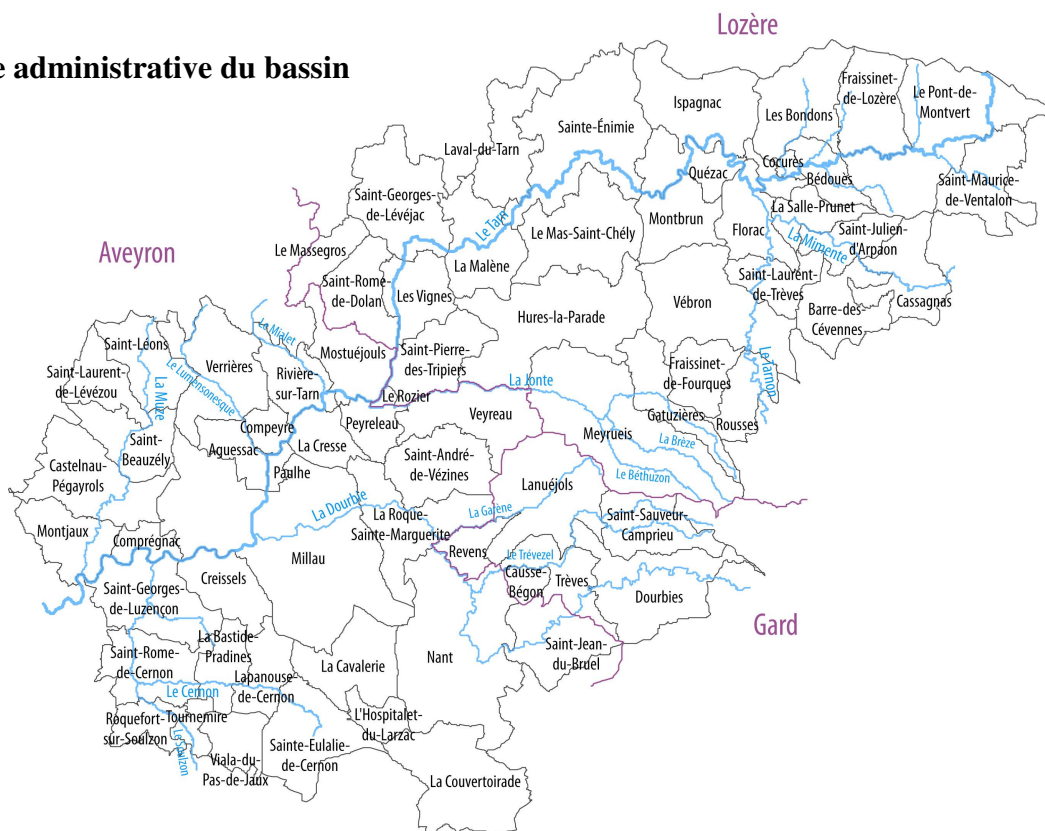 Lozère
e administrative du bassin
Fraissinet-
de-Lozère
Le Pont-de-
Montvert
Ispagnac
Les Bondons
Sainte-Énimie
Laval-du-Tarn
Cocurès
Quézac
Bédouès
Saint-Maurice-
de-Ventalon
Saint-Georges-
de-Lévéjac
La Salle-Prunet
Montbrun
Le Tarn
Florac
Saint-Julien-
d'Arpaon
Le Mas-Saint-Chély
La Mimente
Aveyron
Le Massegros
La Malène
Saint-Rome-
de-Dolan
Les Vignes
Saint-Laurent-
de-Trèves
Vébron
Cassagnas
Barre-des-
Cévennes
Hures-la-Parade
La Mialet
Saint-Léons
Mostuéjouls
Saint-Pierre-
des-Tripiers
Verrières
Le Tarnon
Saint-Laurent-
de-Lévézou
La Muze
Le Lumensonesque
Rivière-
sur-Tarn
Fraissinet-
de-Fourques
La Jonte
Le Rozier
Veyreau
Gatuzières
Rousses
Compeyre
Peyreleau
Meyrueis
La Brèze
Saint-
Beauzély
Aguessac
La Cresse
Saint-André-
de-Vézines
Castelnau-
Pégayrols
Paulhe
Le Béthuzon
Lanuéjols
La Dourbie
La Garène
La Roque-
Sainte-Marguerite
Saint-Sauveur-
Camprieu
Montjaux
Comprégnac
Millau
Revens
Le Trévezel
Creissels
Causse-
Bégon
Trèves
Saint-Georges-
de-Luzençon
Dourbies
Gard
La Bastide-
Pradines
Saint-Rome-
de-Cernon
Nant
Saint-Jean-
du-Bruel
La Cavalerie
Lapanouse-
de-Cernon
Le Cernon
Roquefort-
sur-Soulzon
Tournemire
L'Hospitalet-
du-Larzac
Le Soulzon
Sainte-Eulalie-
de-Cernon
Viala-du-
Pas-de-Jaux
La Couvertoirade